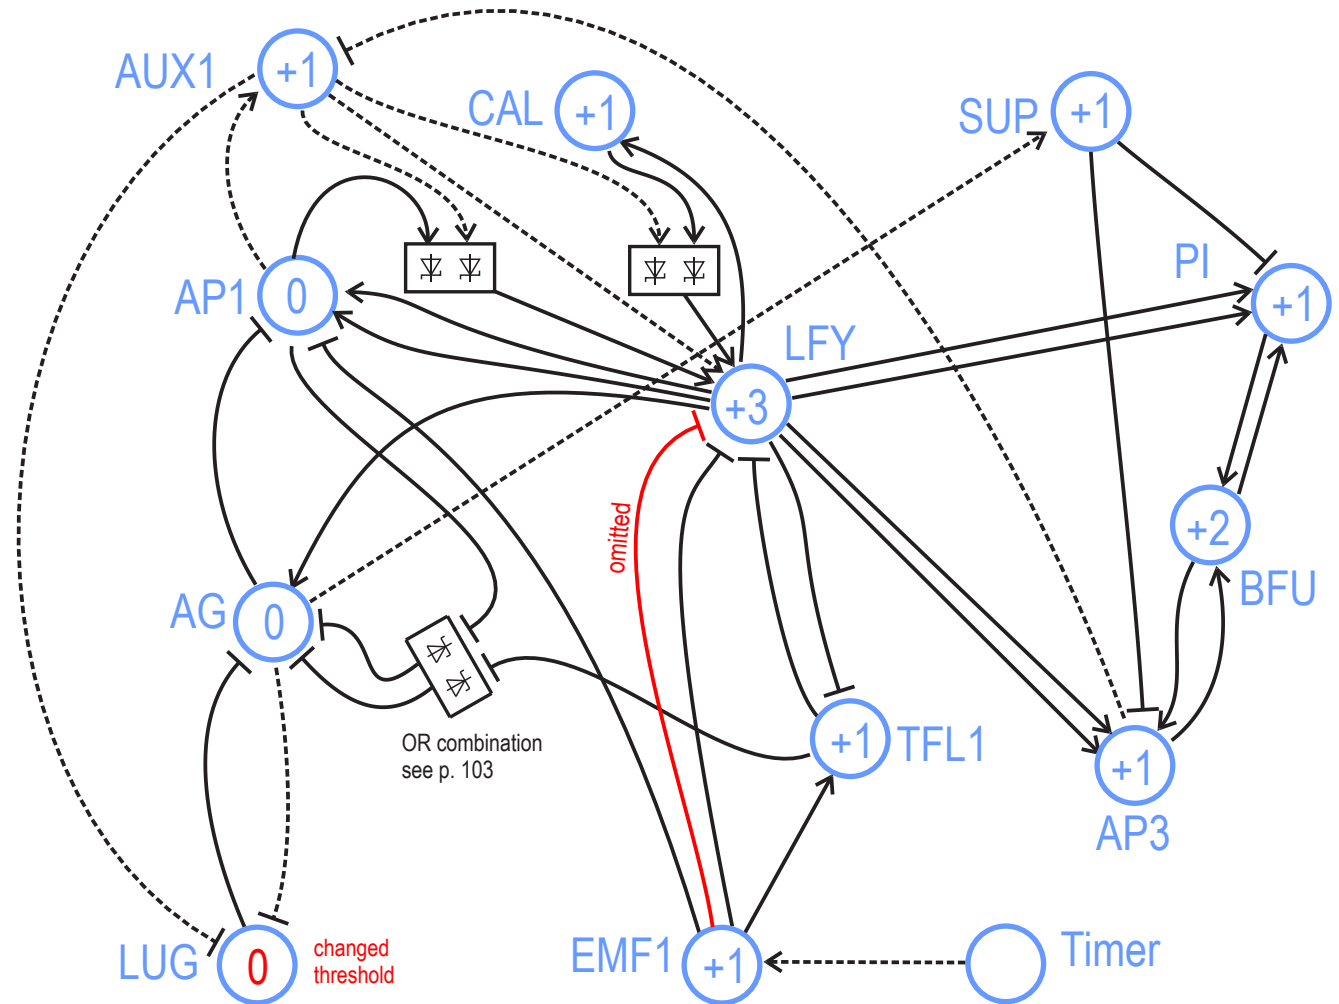 AUX1
+1
CAL
+1
SUP
+1
AP1
0
PI
+1
LFY
+3
omitted
+2
BFU
AG
0
OR combination
see p. 103
+1
TFL1
+1
AP3
LUG
0
changed
threshold
EMF1
+1
Timer